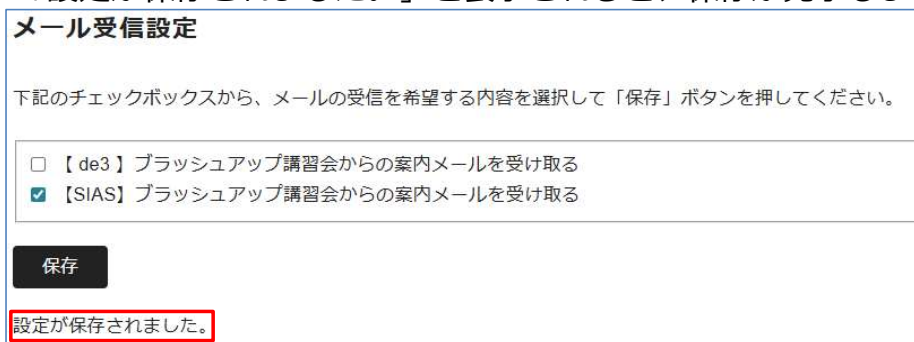 メール受信設定
下記のチェックボックスから、メールの受信を希望する内容を選択して「保存」ボタンを押してください。
【 de3 】ブラッシュアップ講習会からの案内メールを受け取る
【SIAS】ブラッシュアップ講習会からの案内メールを受け取る
保存
設定が保存されました。